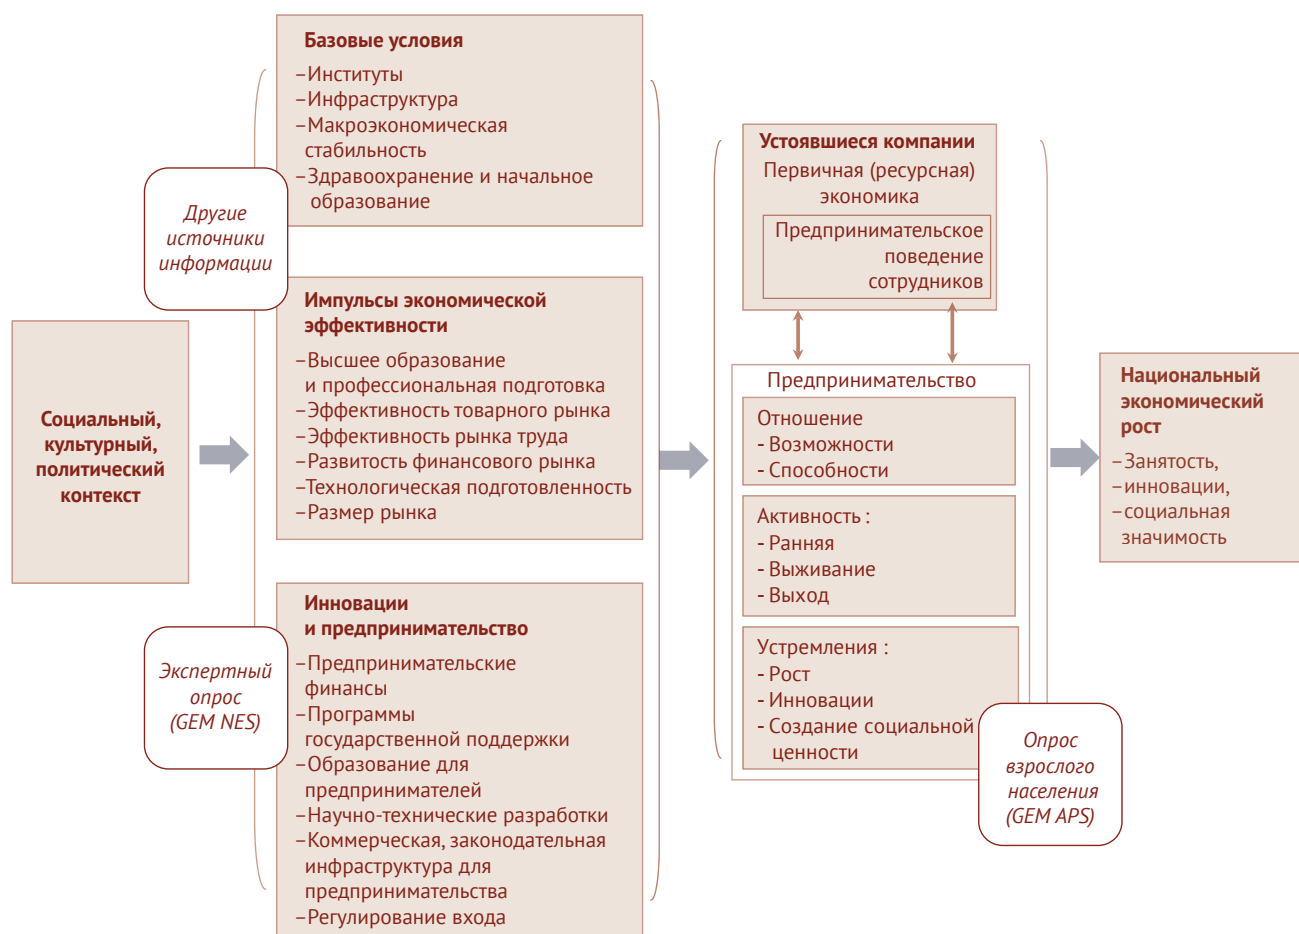 Социальный,
культурный,
политический
контекст
Другие
источники
информации
Экспертный
опрос
(GEM NES)
Базовые условия
–Институты
–Инфраструктура
–Макроэкономическая
стабильность
–Здравоохранение и начальное
образование
Импульсы экономической
эффективности
–Высшее образование
и профессиональная подготовка
–Эффективность товарного рынка
–Эффективность рынка труда
–Развитость финансового рынка
–Технологическая подготовленность
–Размер рынка
Инновации
и предпринимательство
–Предпринимательские
финансы
–Программы
государственной поддержки
–Образование для
предпринимателей
–Научно-технические разработки
–Коммерческая, законодательная
инфраструктура для
предпринимательства
–Регулирование входа
Устоявшиеся компании
Первичная (ресурсная)
экономика
Предпринимательское
поведение
сотрудников
Предпринимательство
Отношение
- Возможности
- Способности
Активность :
- Ранняя
- Выживание
- Выход
Устремления :
- Рост
- Инновации
- Создание социальной
ценности
Опрос
взрослого
населения
(GEM APS)
Национальный
экономический
рост
–Занятость,
–инновации,
–социальная
значимость